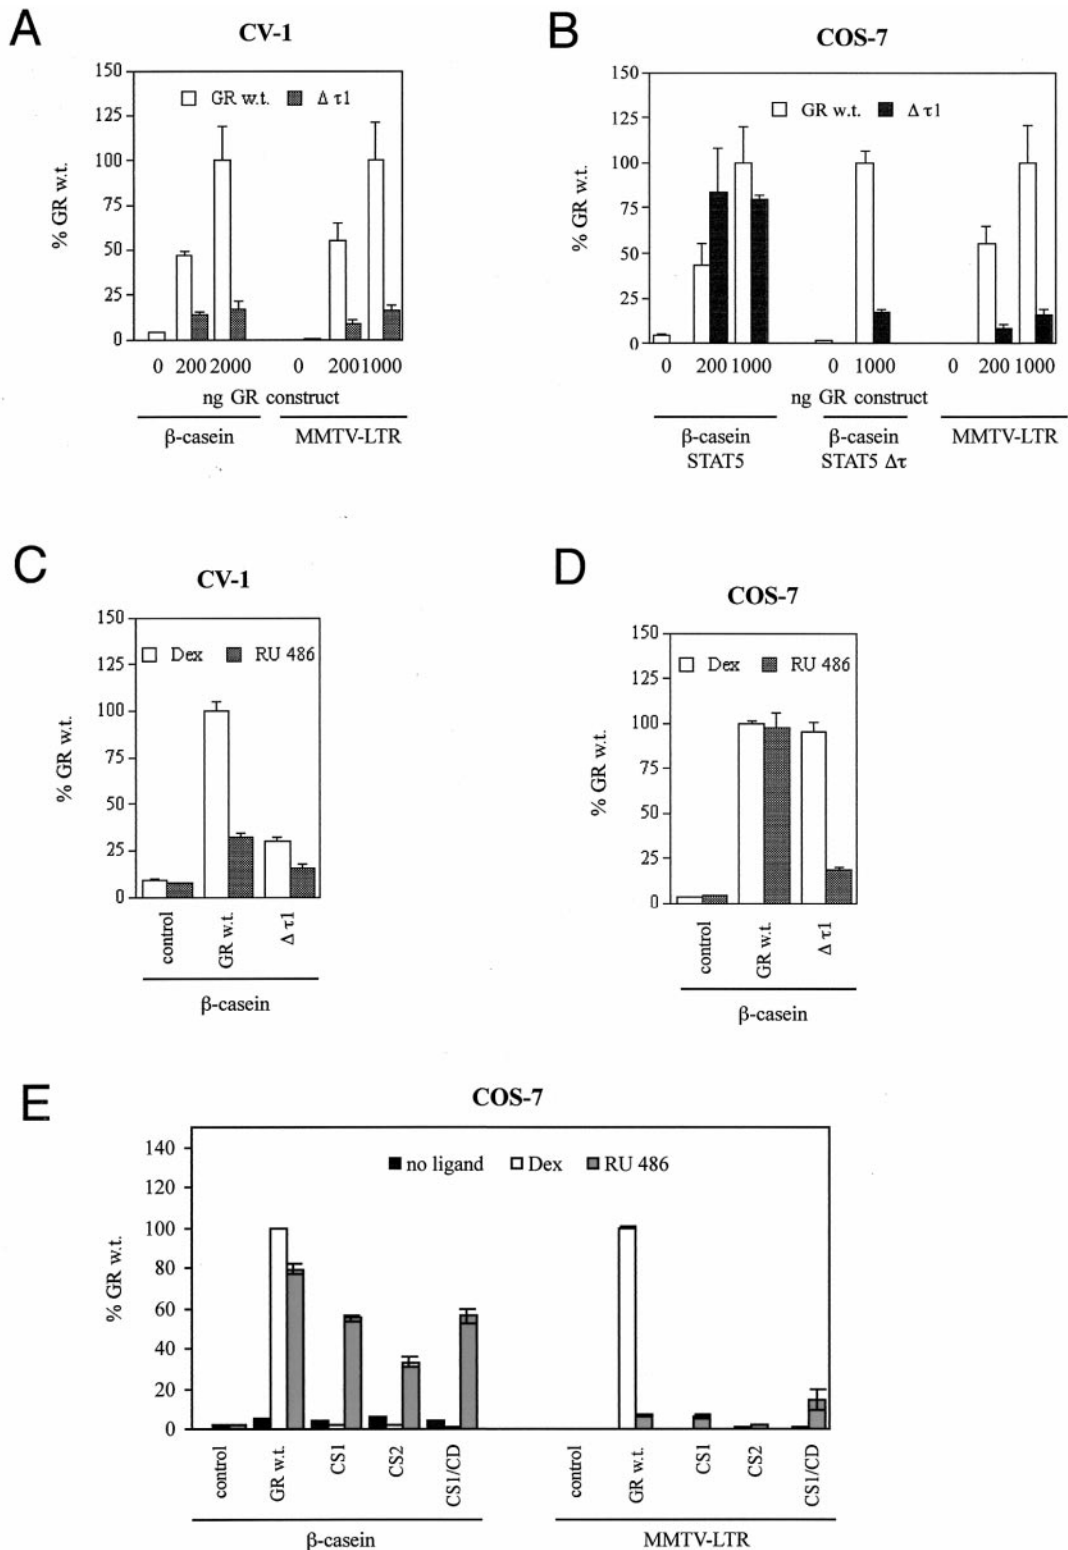 A
CV-1
150
125
100
75
50
25
0
% GR w.t.
GR w.t. Δ τ1
0 200 2000 0 200 1000
ng GR construct
β-casein MMTV-LTR
B
COS-7
150
125
100
75
50
25
0
% GR w.t.
GR w.t. Δ τ1
0 200 1000 0 1000 0 200 1000
ng GR construct
β-casein
STAT5
β-casein
STAT5 Δτ
MMTV-LTR
C
CV-1
150
125
100
75
50
25
0
% GR w.t.
Dex RU 486
control
GR w.t.
Δ τ1
β-casein
D
COS-7
150
125
100
75
50
25
0
% GR w.t.
Dex RU 486
control
GR w.t.
Δ τ1
β-casein
E
COS-7
140
120
100
80
60
40
20
0
% GR w.t.
no ligand Dex RU 486
control
GR w.t.
CS1
CS2
CS1/CD
control
GR w.t.
CS1
CS2
CS1/CD
β-casein MMTV-LTR